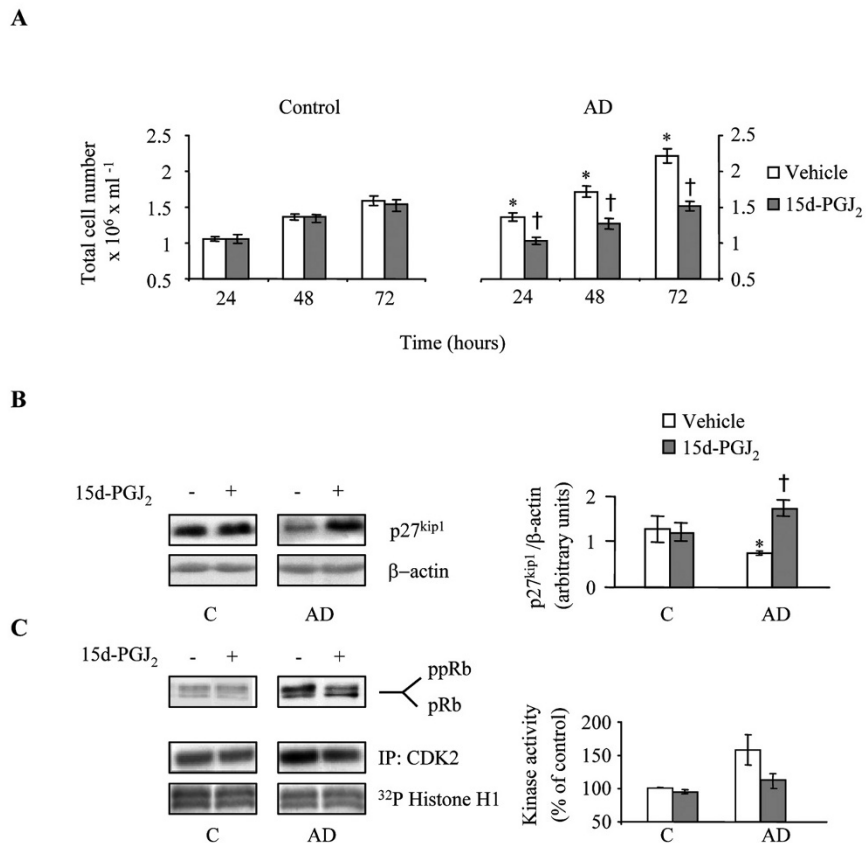 A
Control
AD
2.5
2
1.5
1
0.5
2.5
2
1.5
1
0.5
Total cell number
x 10⁶ x ml ⁻¹
* * *
† † †
Vehicle
15d-PGJ₂
24 48 72
24 48 72
Time (hours)
B
Vehicle
15d-PGJ₂
15d-PGJ₂ - + - +
p27ᵏⁱᵖ¹
β−actin
C AD
p27ᵏⁱᵖ¹/β-actin
(arbitrary units)
2
1
0
* †
C AD
C
15d-PGJ₂ - + - +
ppRb
pRb
IP: CDK2
³²P Histone H1
C AD
Kinase activity
(% of control)
200
150
100
50
C AD